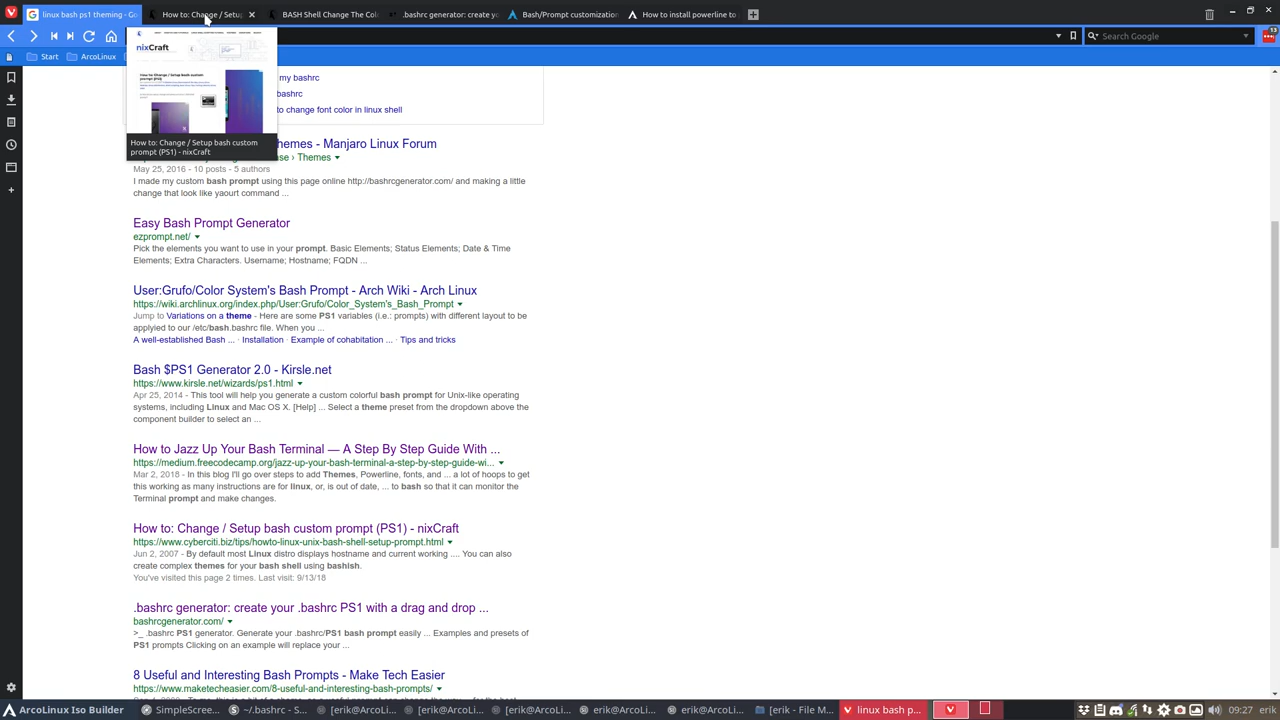 linux bash ps1 theming - Go
How to: Change / Setup
BASH Shell Change The Col
.bashrc generator: create yo
Bash/Prompt customization
How to install powerline to
Search Google
13
Start
ArcoLinux
nixCraft
How to: Change / Setup bash custom
prompt (PS1) - nixCraft
my bashrc
bashrc
to change font color in linux shell
hemes - Manjaro Linux Forum
se › Themes
May 25, 2016 - 10 posts - 5 authors
I made my custom bash prompt using this page online http://bashrcgenerator.com/ and making a little
change that look like yaourt command ...
Easy Bash Prompt Generator
ezprompt.net/
Pick the elements you want to use in your prompt. Basic Elements; Status Elements; Date & Time
Elements; Extra Characters. Username; Hostname; FQDN ...
User:Grufo/Color System's Bash Prompt - Arch Wiki - Arch Linux
https://wiki.archlinux.org/index.php/User:Grufo/Color_System's_Bash_Prompt
Jump to Variations on a theme - Here are some PS1 variables (i.e.: prompts) with different layout to be
applyied to our /etc/bash.bashrc file. When you ...
A well-established Bash ... · Installation · Example of cohabitation ... · Tips and tricks
Bash $PS1 Generator 2.0 - Kirsle.net
https://www.kirsle.net/wizards/ps1.html
Apr 25, 2014 - This tool will help you generate a custom colorful bash prompt for Unix-like operating
systems, including Linux and Mac OS X. [Help] ... Select a theme preset from the dropdown above the
component builder to select an ...
How to Jazz Up Your Bash Terminal — A Step By Step Guide With ...
https://medium.freecodecamp.org/jazz-up-your-bash-terminal-a-step-by-step-guide-wi...
Mar 2, 2018 - In this blog I'll go over steps to add Themes, Powerline, fonts, and ... a lot of hoops to get
this working as many instructions are for linux, or, is out of date, ... to bash so that it can monitor the
Terminal prompt and make changes.
How to: Change / Setup bash custom prompt (PS1) - nixCraft
https://www.cyberciti.biz/tips/howto-linux-unix-bash-shell-setup-prompt.html
Jun 2, 2007 - By default most Linux distro displays hostname and current working .... You can also
create complex themes for your bash shell using bashish.
You've visited this page 2 times. Last visit: 9/13/18
.bashrc generator: create your .bashrc PS1 with a drag and drop ...
bashrcgenerator.com/
>_ .bashrc PS1 generator. Generate your .bashrc/PS1 bash prompt easily ... Examples and presets of
PS1 prompts Clicking on an example will replace your ...
8 Useful and Interesting Bash Prompts - Make Tech Easier
https://www.maketecheasier.com/8-useful-and-interesting-bash-prompts/
ArcoLinux iso Bu
[SimpleScreenRe
erik@ArcoLi
erik@ArcoLi
erik@ArcoLi
erik@ArcoLi
[erik - File M
linux bash
09:27